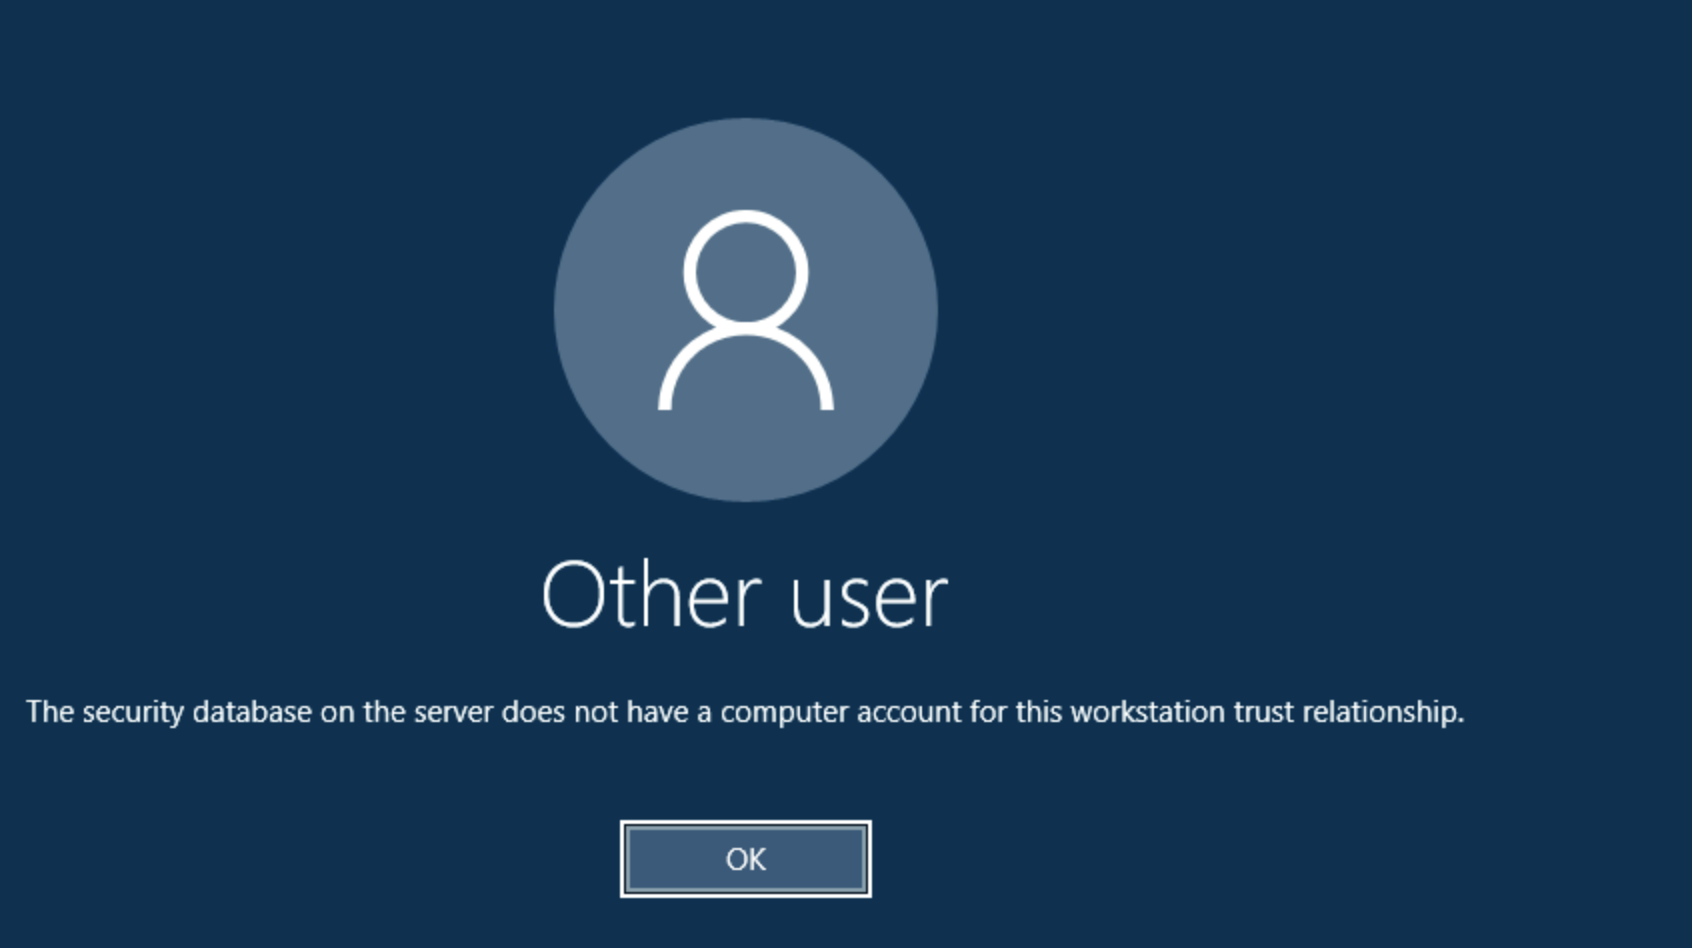 Other user
The security database on the server does not have a computer account for this workstation trust relationship.
OK